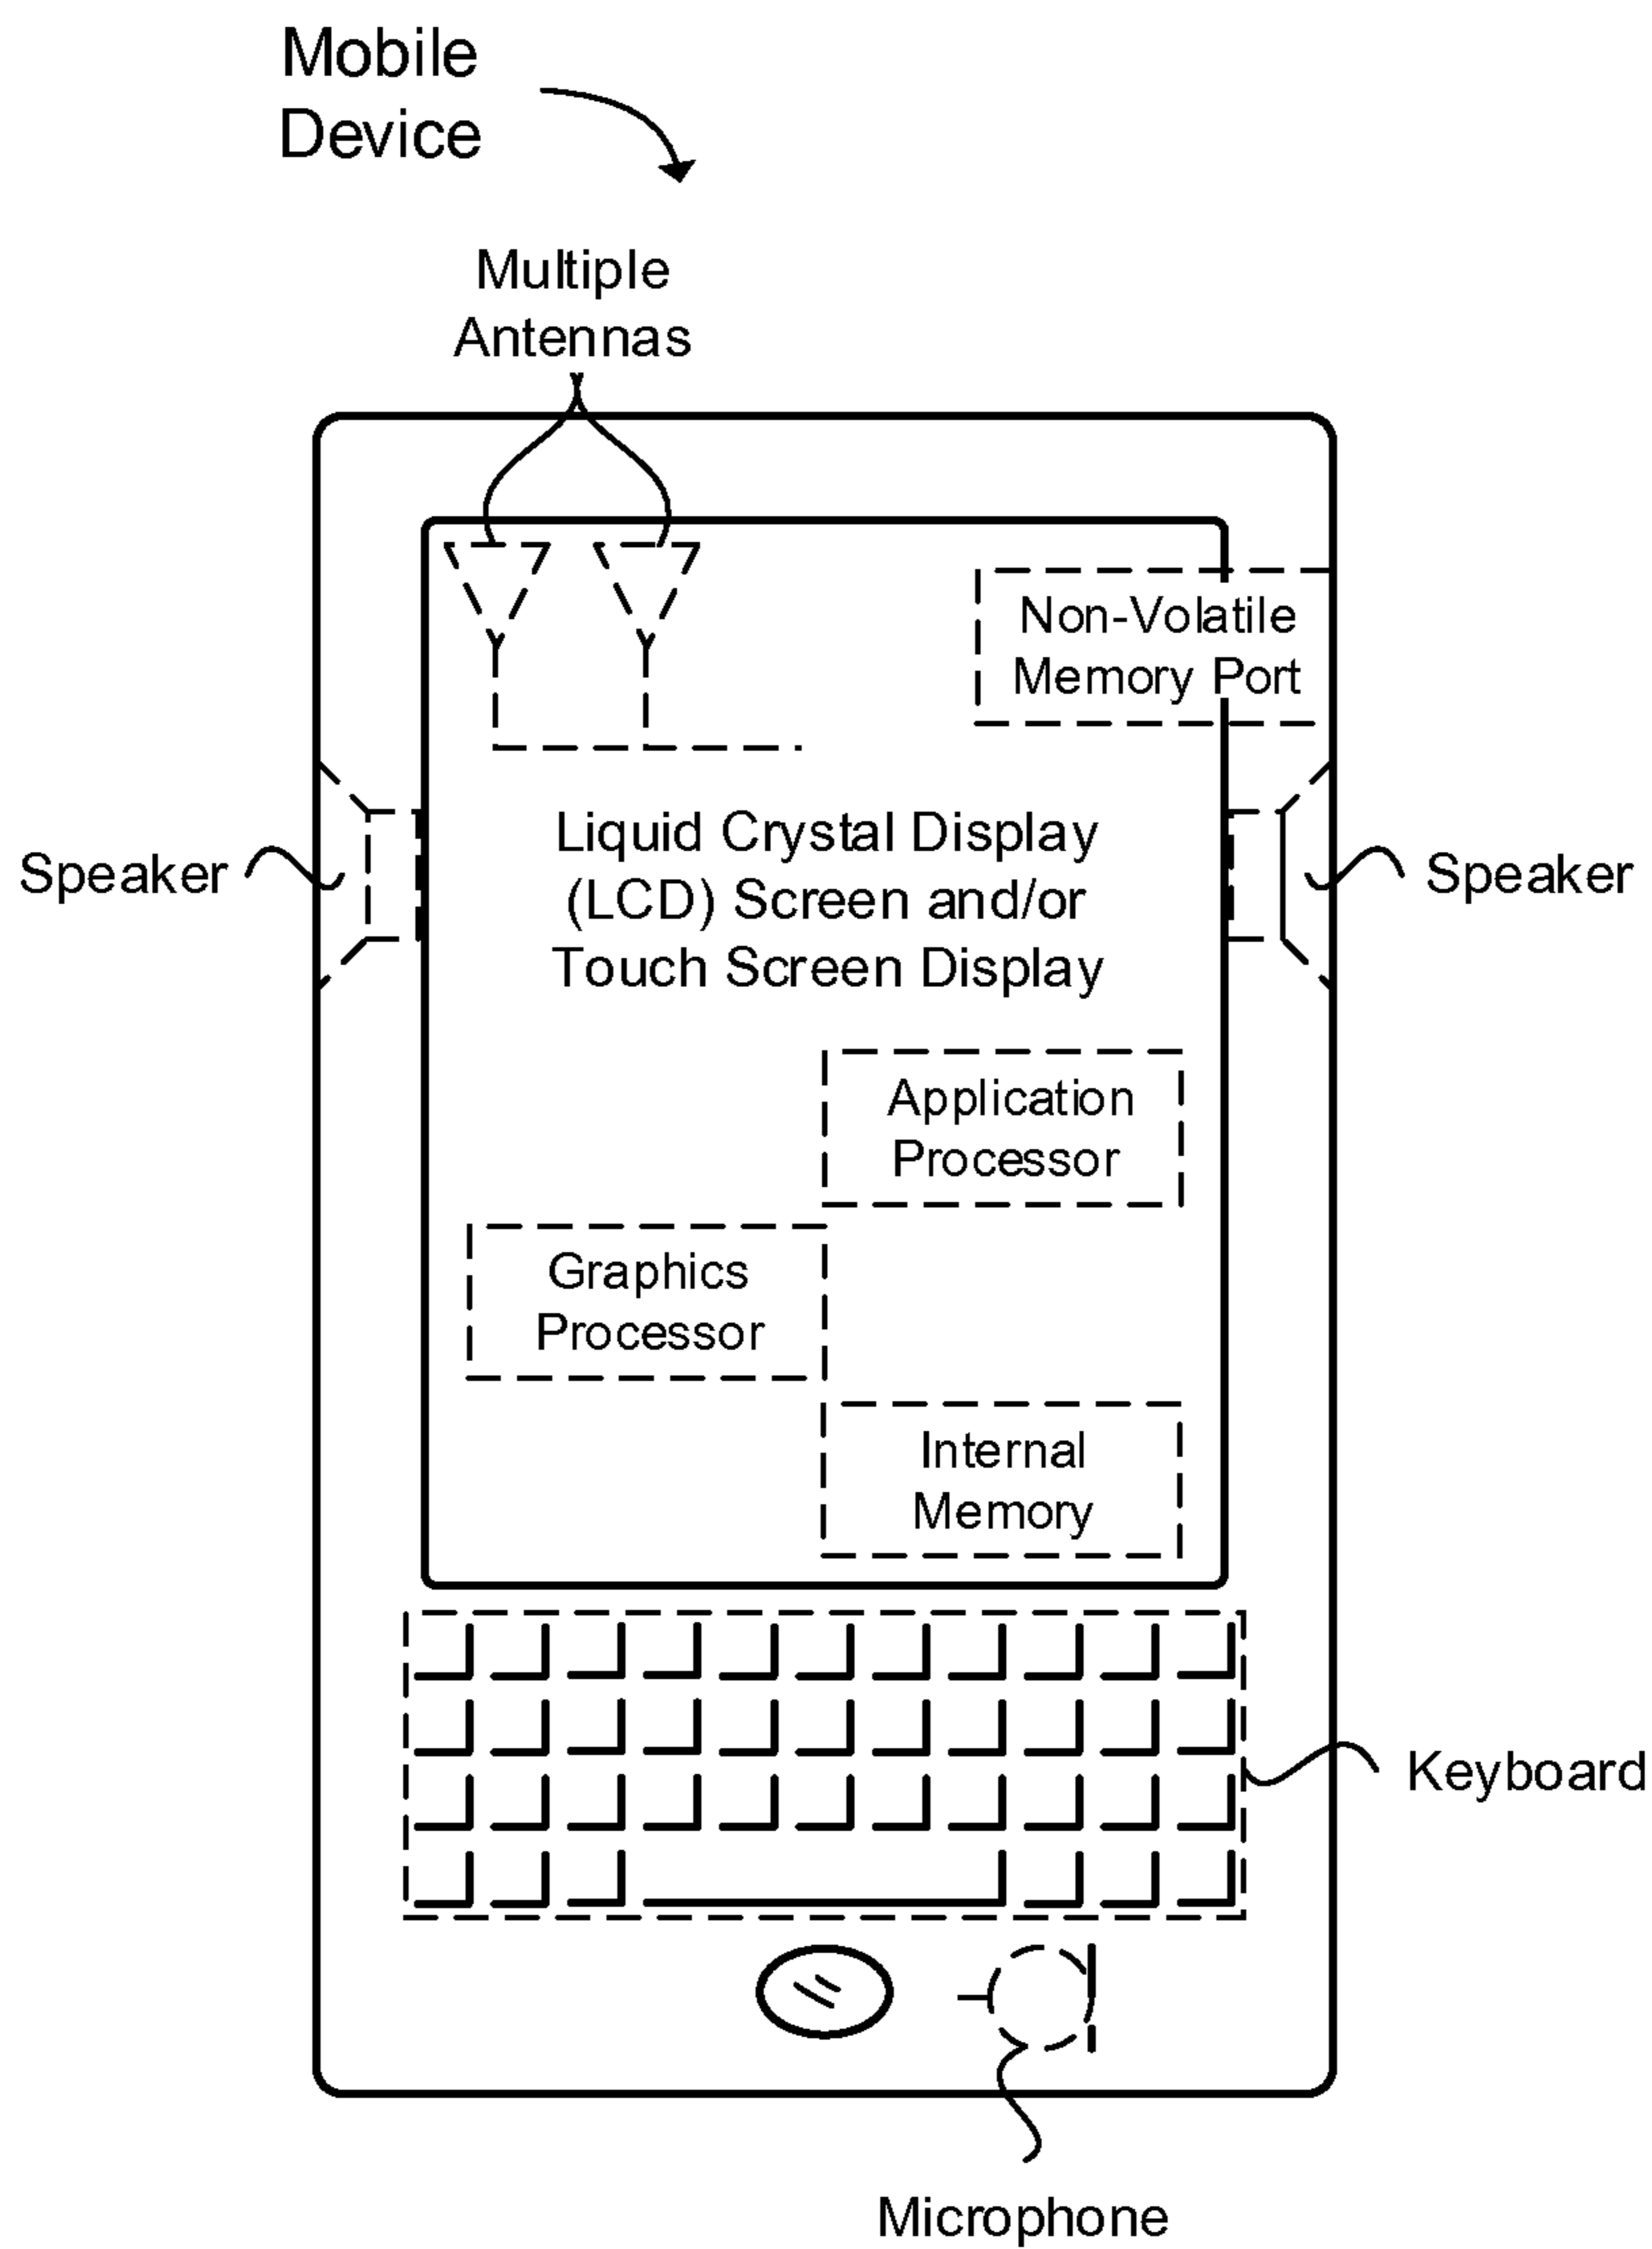 Mobile
Device
Multiple
Antennas
Non-Volatile
Memory Port
Liquid Crystal Display
(LCD) Screen and/or
Touch Screen Display
Speaker
Speaker
Application
Processor
Graphics
Processor
Internal
Memory
Keyboard
Microphone